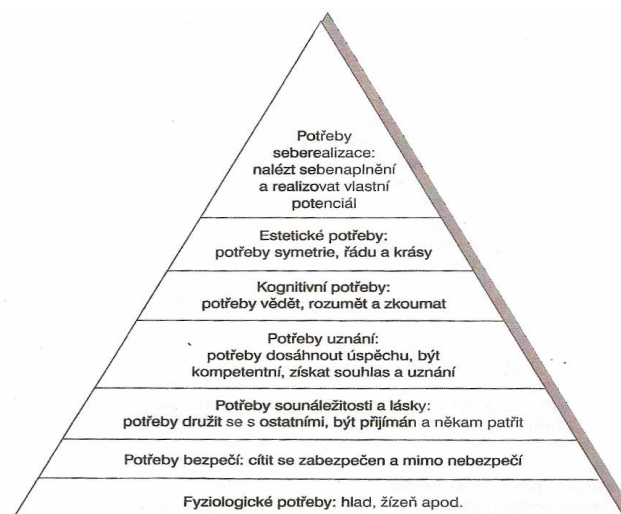 Potřeby
seberealizace:
nalézt sebenaplnění
a realizovat vlastní
potenciál
Estetické potřeby:
potřeby symetrie, řádu a krásy
Kognitivní potřeby:
potřeby vědět, rozumět a zkoumat
Potřeby uznání:
potřeby dosáhnout úspěchu, být
kompetentní, získat souhlas a uznání
Potřeby sounáležitosti a lásky:
potřeby družit se s ostatními, být přijímán a někam patřit
Potřeby bezpečí: cítit se zabezpečen a mimo nebezpečí
Fyziologické potřeby: hlad, žízeň apod.